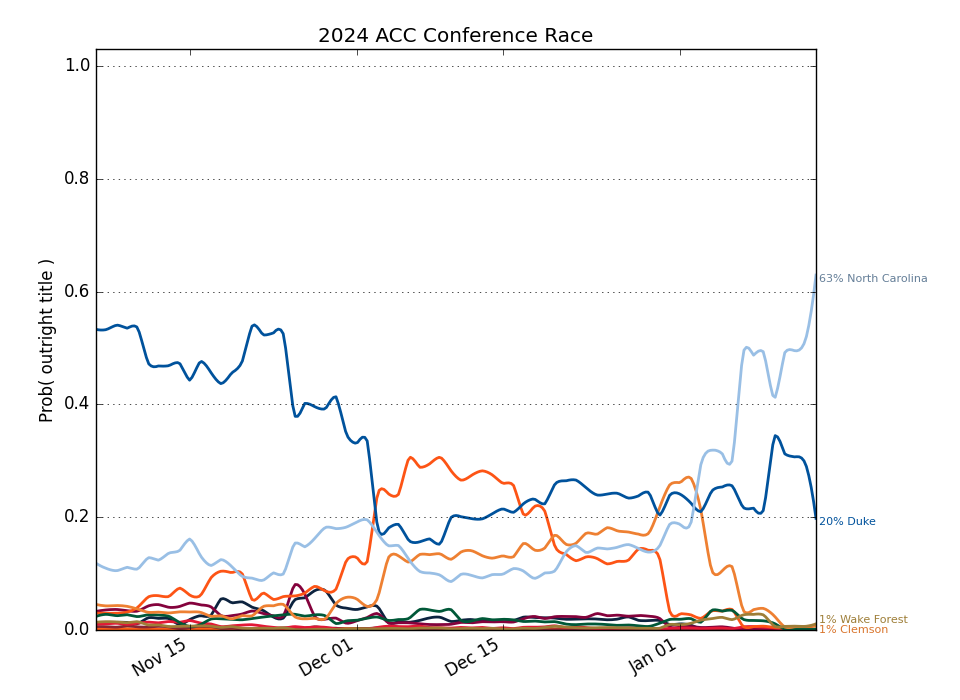 2024 ACC Conference Race
Prob( outright title )
1.0
0.8
0.6
0.4
0.2
0.0
63% North Carolina
20% Duke
1% Wake Forest
1% Clemson
Nov 15
Dec 01
Dec 15
Jan 01